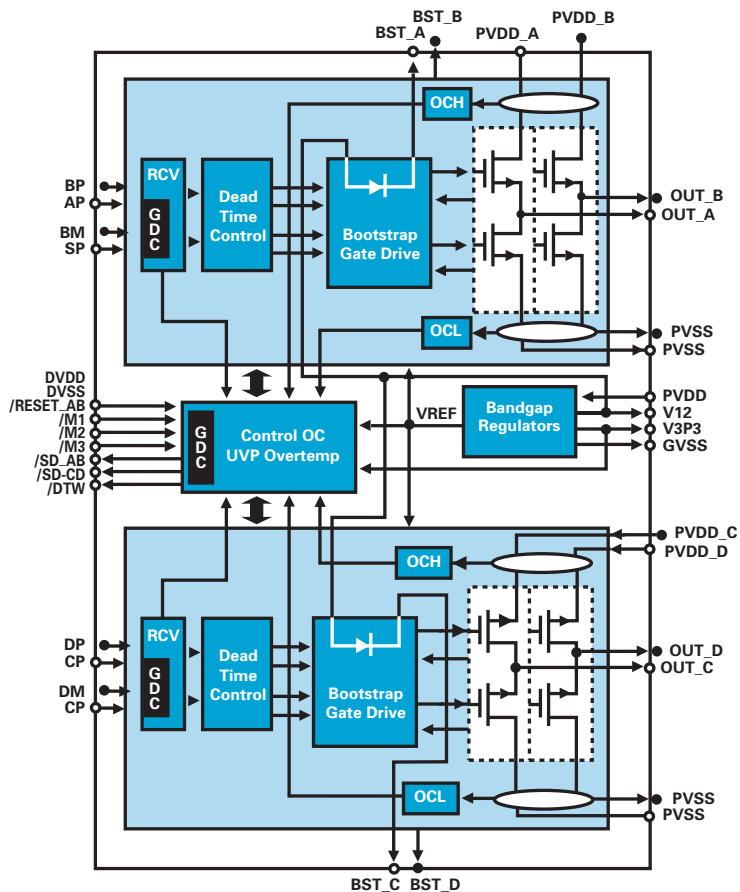 BST_B
BST_A
PVDD_A
PVDD_B
OCH
BP
AP
BM
SP
RCV
GDC
Dead
Time
Control
Bootstrap
Gate Drive
OUT_B
OUT_A
OCL
PVSS
PVSS
DVDD
DVSS
/RESET_AB
/M1
/M2
/M3
/SD_AB
/SD-CD
/DTW
GDC
Control OC
UVP Overtemp
VREF
Bandgap
Regulators
PVDD
V12
V3P3
GVSS
PVDD_C
PVDD_D
OCH
DP
CP
DM
CP
RCV
GDC
Dead
Time
Control
Bootstrap
Gate Drive
OUT_D
OUT_C
OCL
PVSS
PVSS
BST_C
BST_D